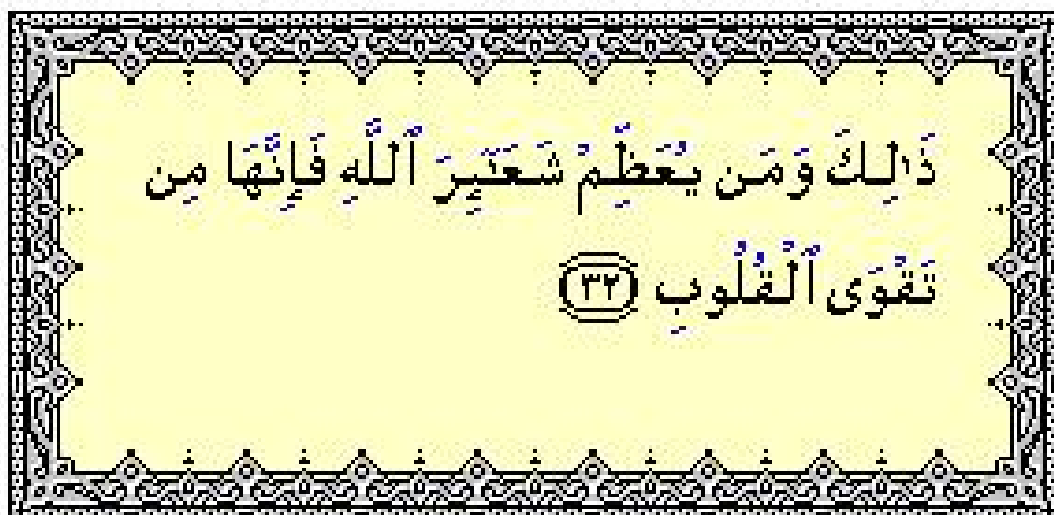 ذَٰلِكَ وَمَن يُعَظِّمْ شَعَـٰٓئِرَ ٱللَّهِ فَإِنَّهَا مِن
تَقْوَى ٱلْقُلُوبِ ٣٢